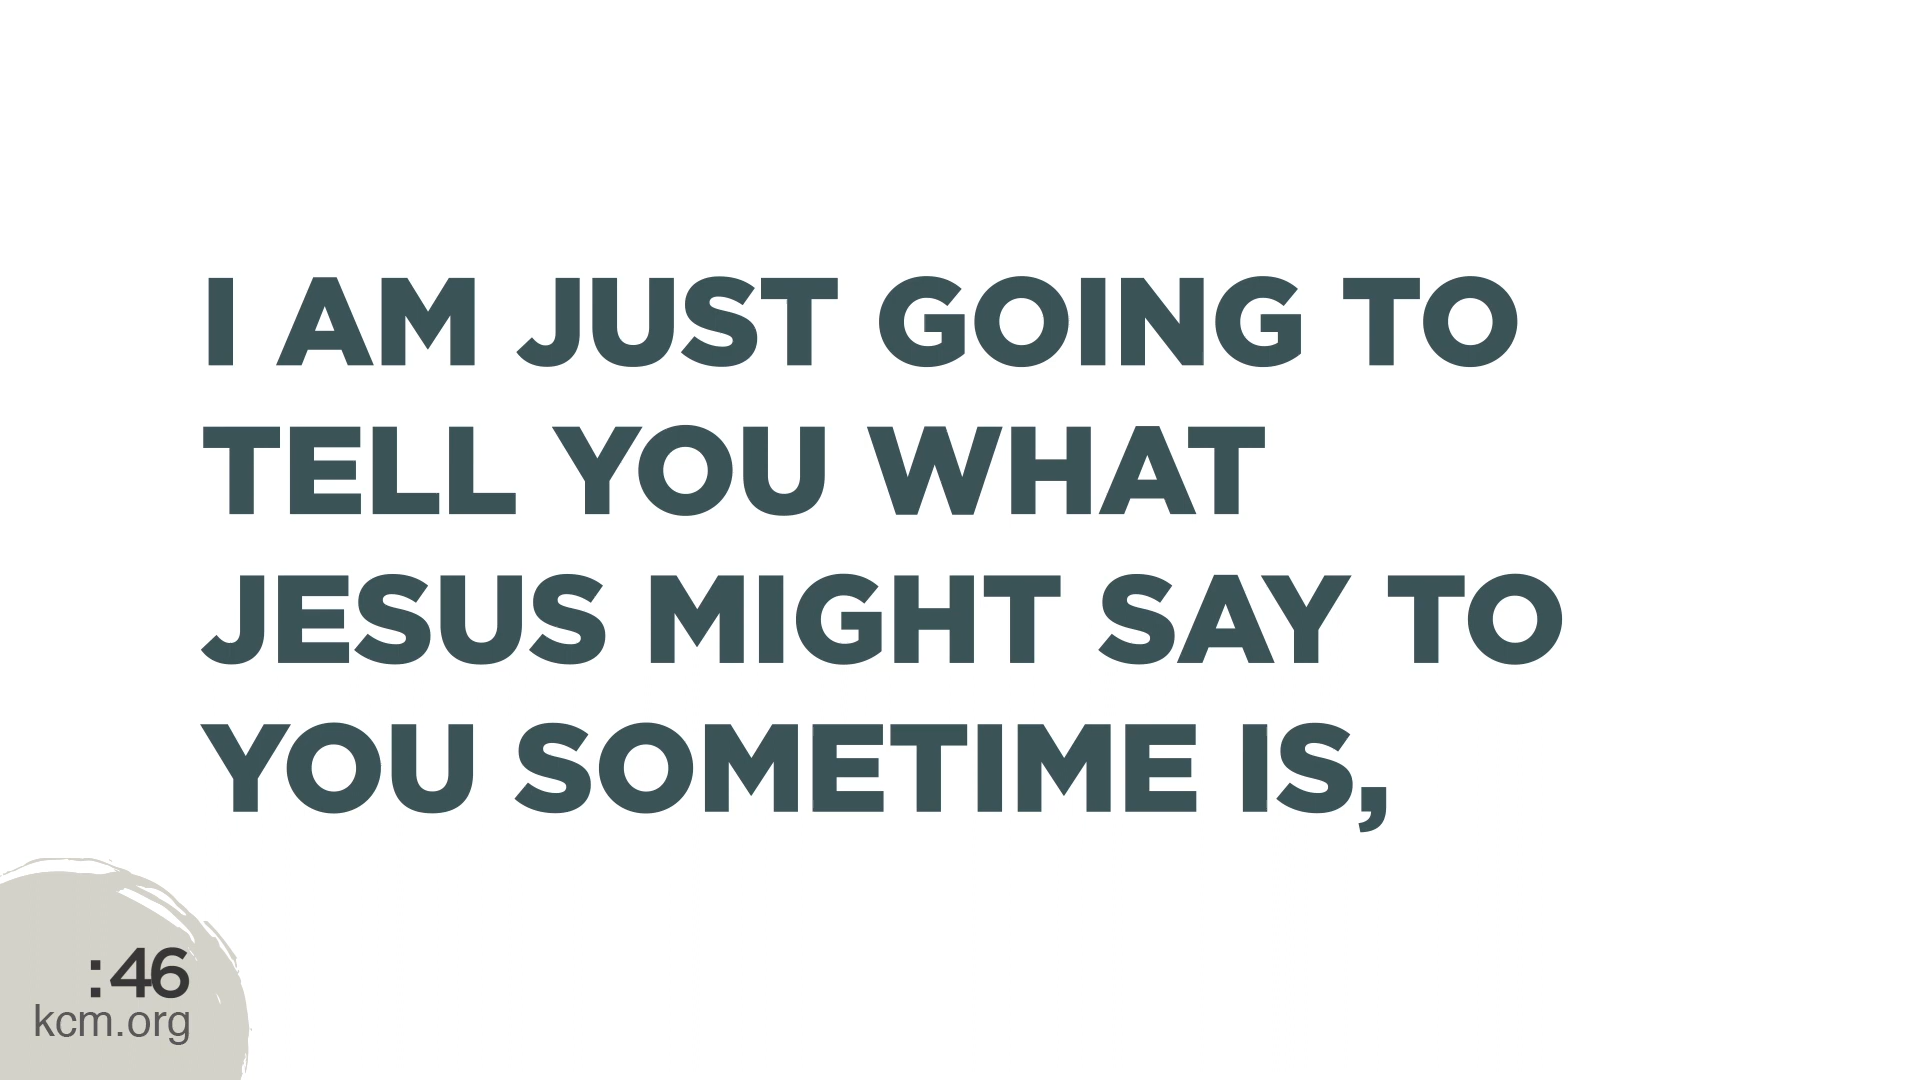 I AM JUST GOING TO
TELL YOU WHAT
JESUS MIGHT SAY TO
YOU SOMETIME IS,
:46
kcm.org